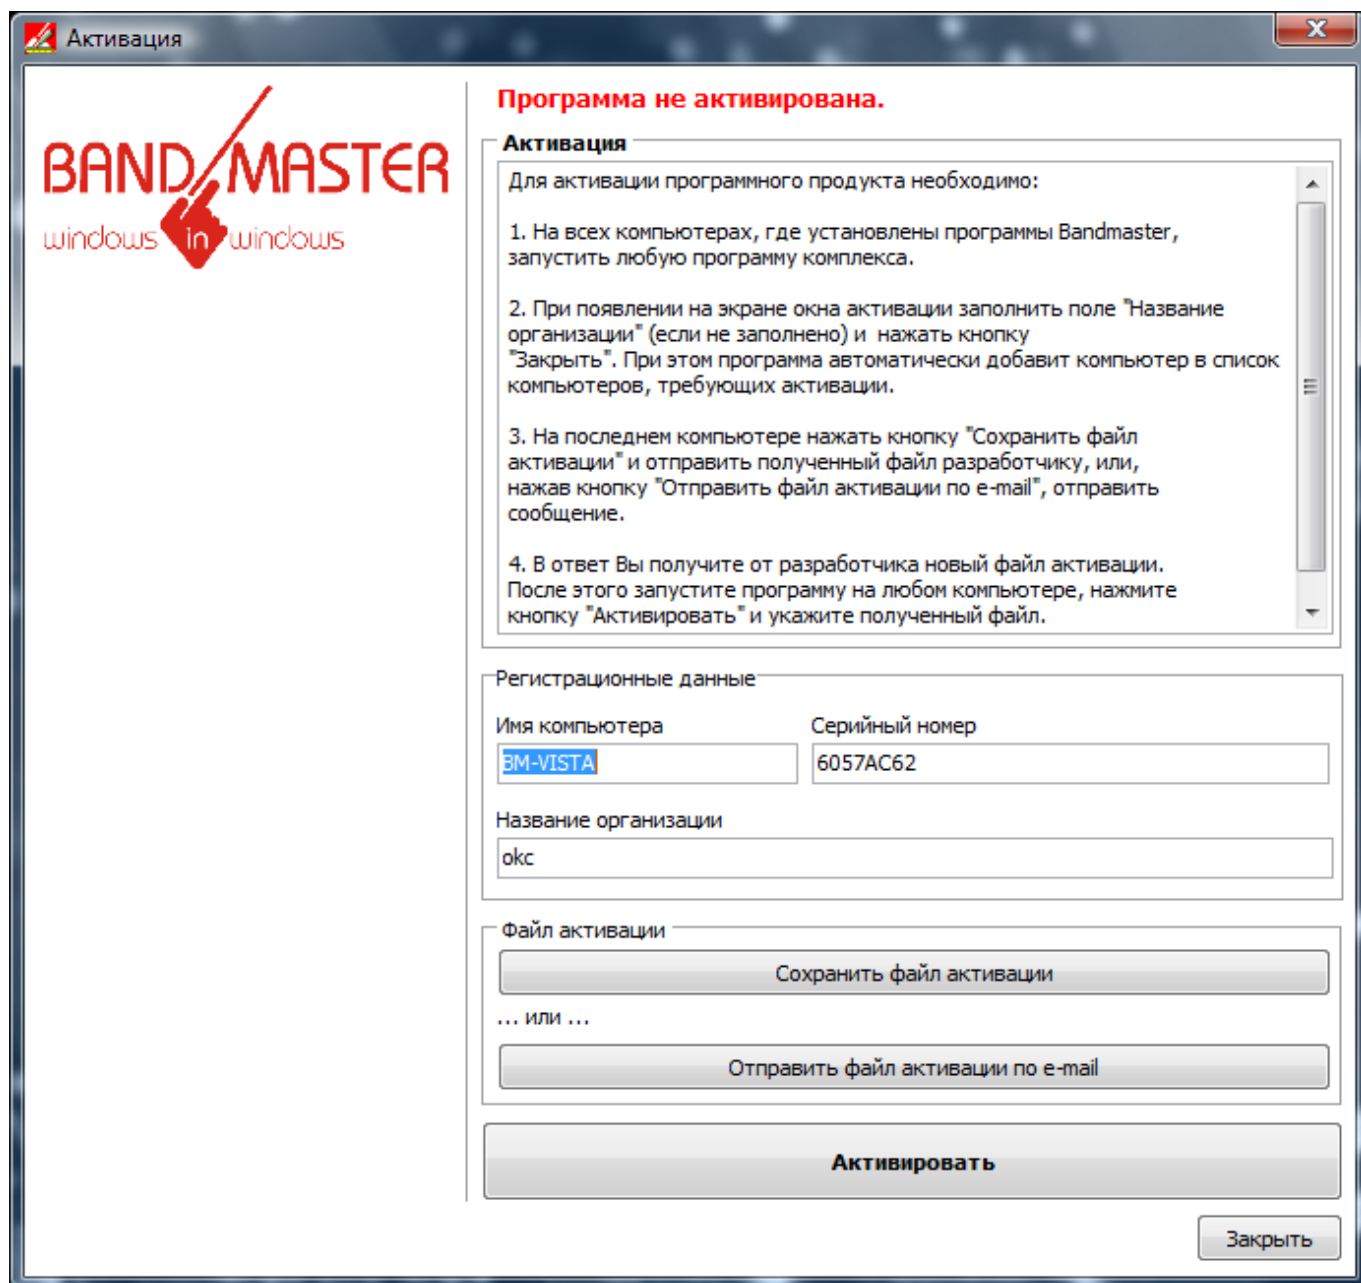 Активация
BAND MASTER
windows in windows
Программа не активирована.
Активация
Для активации программного продукта необходимо:
1. На всех компьютерах, где установлены программы Bandmaster,
запустить любую программу комплекса.
2. При появлении на экране окна активации заполнить поле "Название
организации" (если не заполнено) и  нажать кнопку
"Закрыть". При этом программа автоматически добавит компьютер в список
компьютеров, требующих активации.
3. На последнем компьютере нажать кнопку "Сохранить файл
активации" и отправить полученный файл разработчику, или,
нажав кнопку "Отправить файл активации по e-mail", отправить
сообщение.
4. В ответ Вы получите от разработчика новый файл активации.
После этого запустите программу на любом компьютере, нажмите
кнопку "Активировать" и укажите полученный файл.
Регистрационные данные
Имя компьютера Серийный номер
BM-VISTA 6057AC62
Название организации
okc
Файл активации
Сохранить файл активации
... или ...
Отправить файл активации по e-mail
Активировать
Закрыть